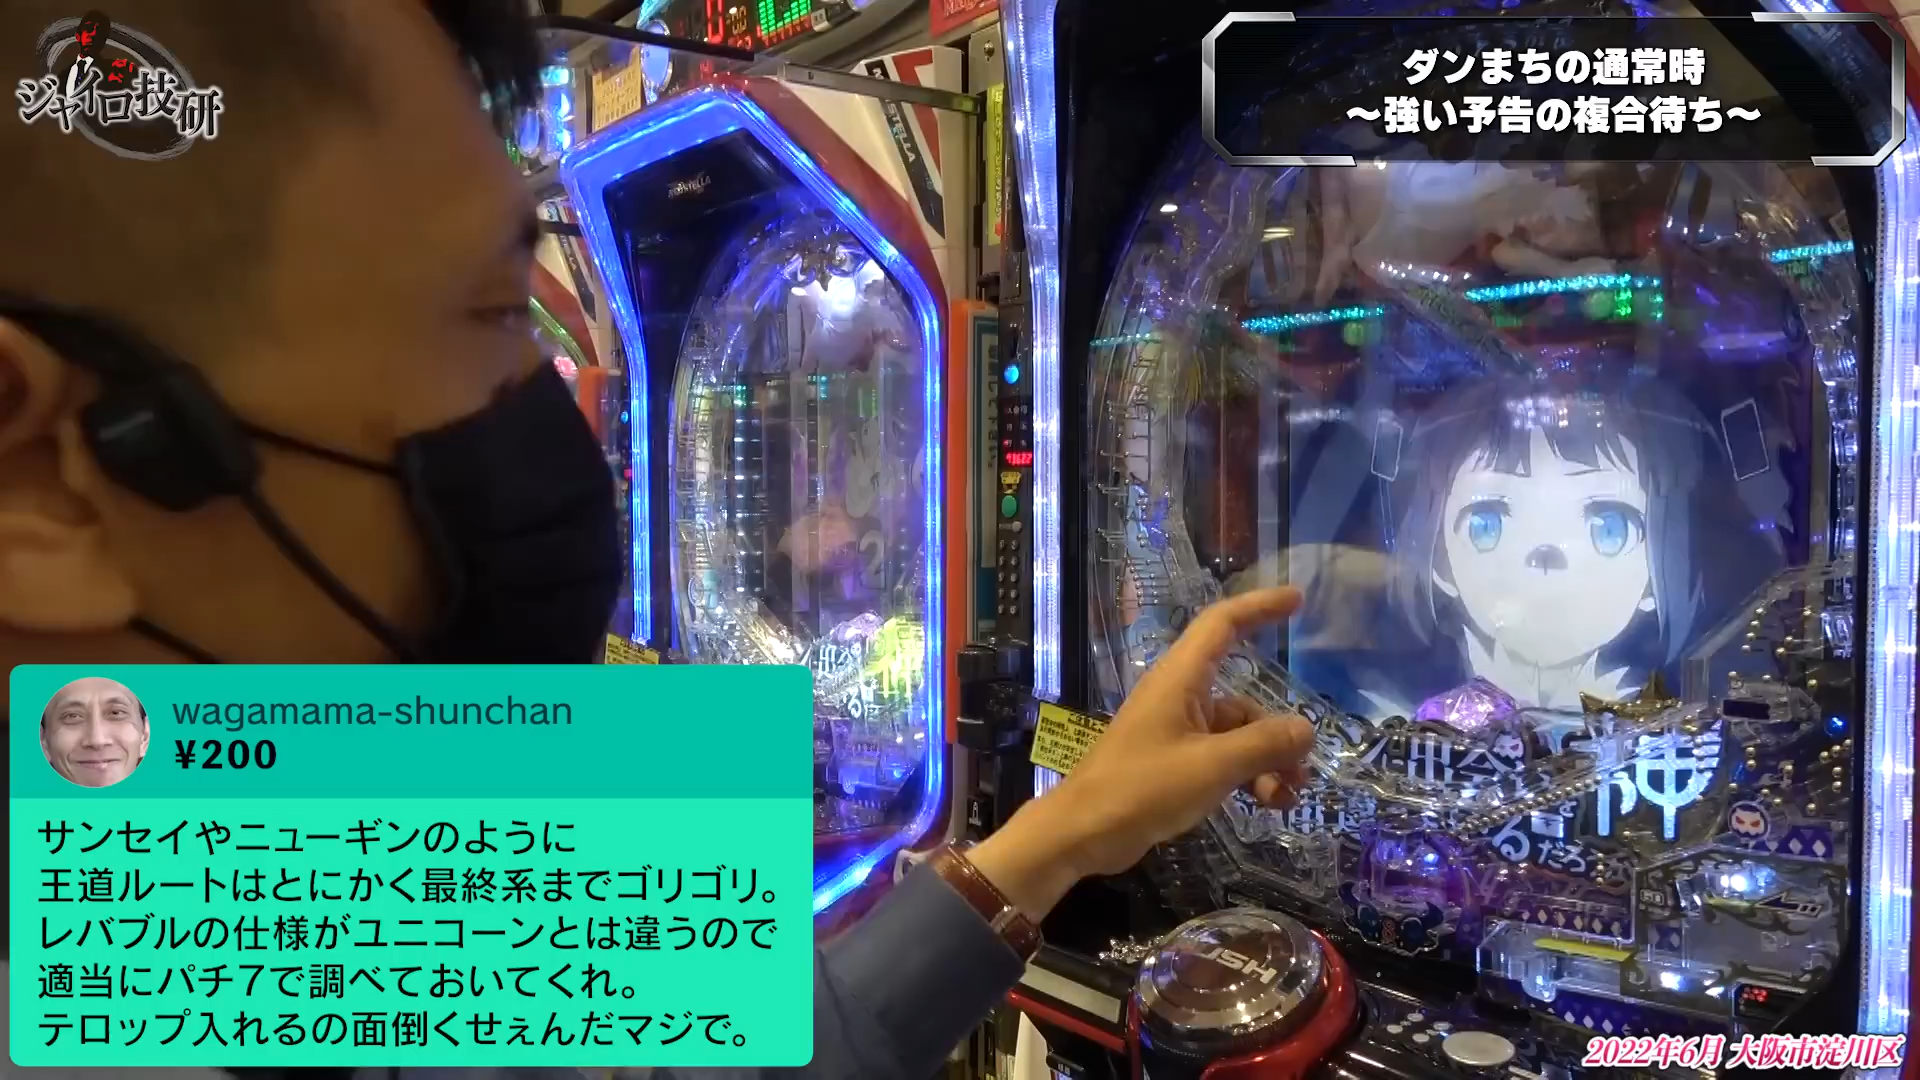 ジャイロ技研
ダンまちの通常時
～強い予告の複合待ち～
wagamama-shunchan
¥200
サンセイやニューギンのように
王道ルートはとにかく最終系までゴリゴリ。
レバブルの仕様がユニコーンとは違うので
適当にパチ7で調べておいてくれ。
テロップ入れるの面倒くせぇんだマジで。
PUSH
2022年6月 大阪市淀川区